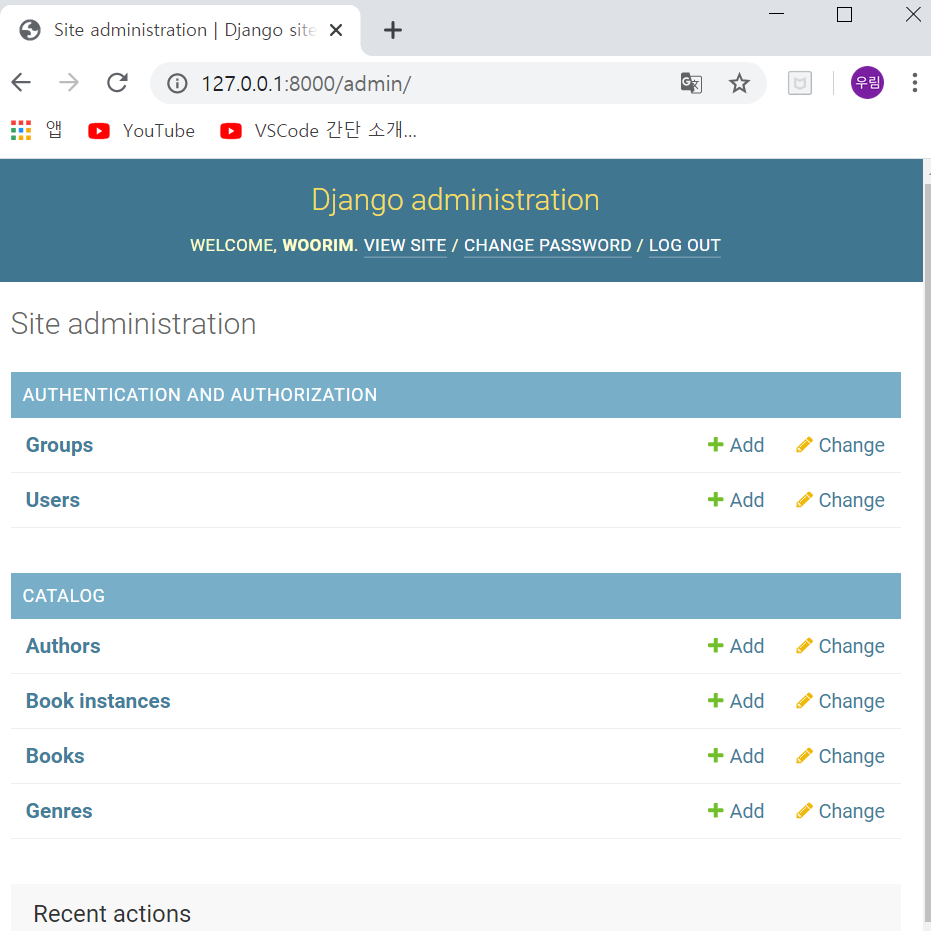 Site administration | Django site
127.0.0.1:8000/admin/
우림
앱 YouTube VSCode 간단 소개...
Django administration
WELCOME, WOORIM. VIEW SITE / CHANGE PASSWORD / LOG OUT
Site administration
AUTHENTICATION AND AUTHORIZATION
Groups Add Change
Users Add Change
CATALOG
Authors Add Change
Book instances Add Change
Books Add Change
Genres Add Change
Recent actions